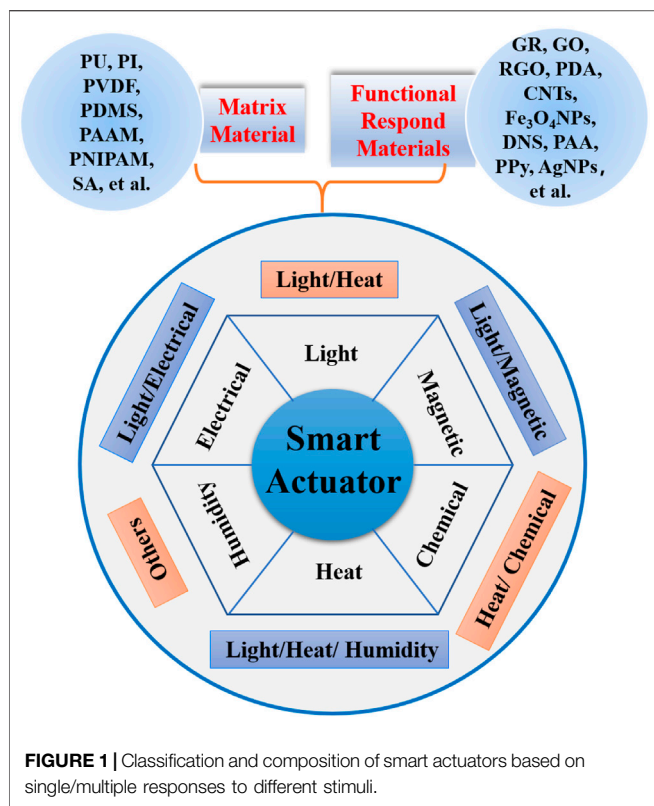 PU, PI,
PVDF,
PDMS,
PAAM,
PNIPAM,
SA, et al.
Matrix
Material
Functional
Respond
Materials
GR, GO,
RGO, PDA,
CNTs,
Fe₃O₄NPs,
DNS, PAA,
PPy, AgNPs,
et al.
Light/Heat
Light/Electrical
Light/Magnetic
Light
Electrical
Magnetic
Smart
Actuator
Humidity
Chemical
Heat
Others
Heat/ Chemical
Light/Heat/ Humidity
FIGURE 1 | Classification and composition of smart actuators based on
single/multiple responses to different stimuli.